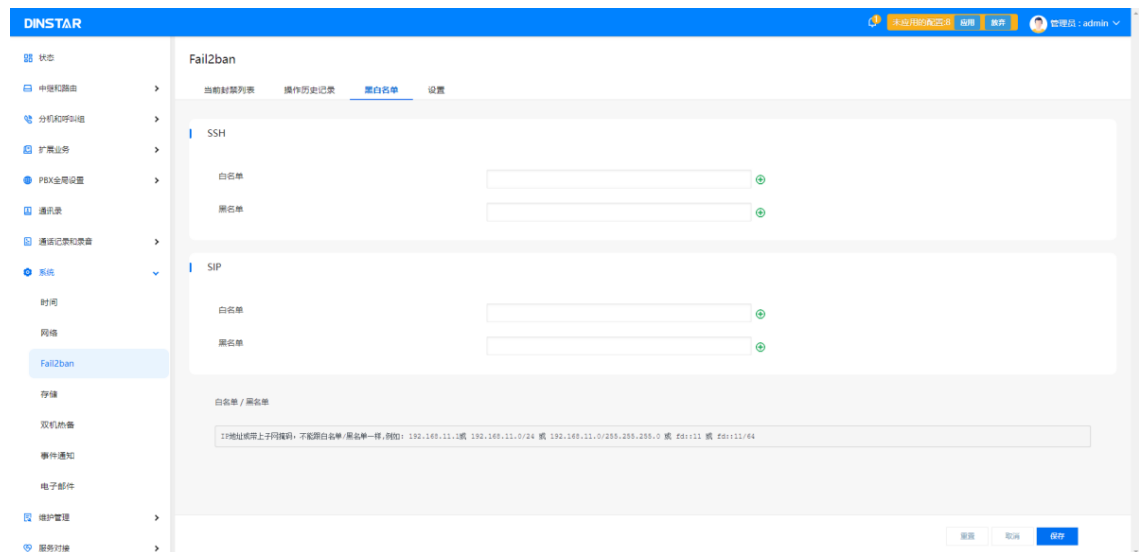 DINSTAR
未应用的配置:8 应用 放弃 管理员 : admin
状态
中继和路由
分机和呼叫组
扩展业务
PBX全局设置
通讯录
通话记录和录音
系统
时间
网络
Fail2ban
存储
双机热备
事件通知
电子邮件
维护管理
服务对接
Fail2ban
当前封禁列表 操作历史记录 黑白名单 设置
SSH
白名单
黑名单
SIP
白名单
黑名单
白名单 / 黑名单
IP地址或带上子网掩码,不能跟白名单/黑名单一样,例如: 192.168.11.1或 192.168.11.0/24 或 192.168.11.0/255.255.255.0 或 fd::11 或 fd::11/64
重置 取消 保存